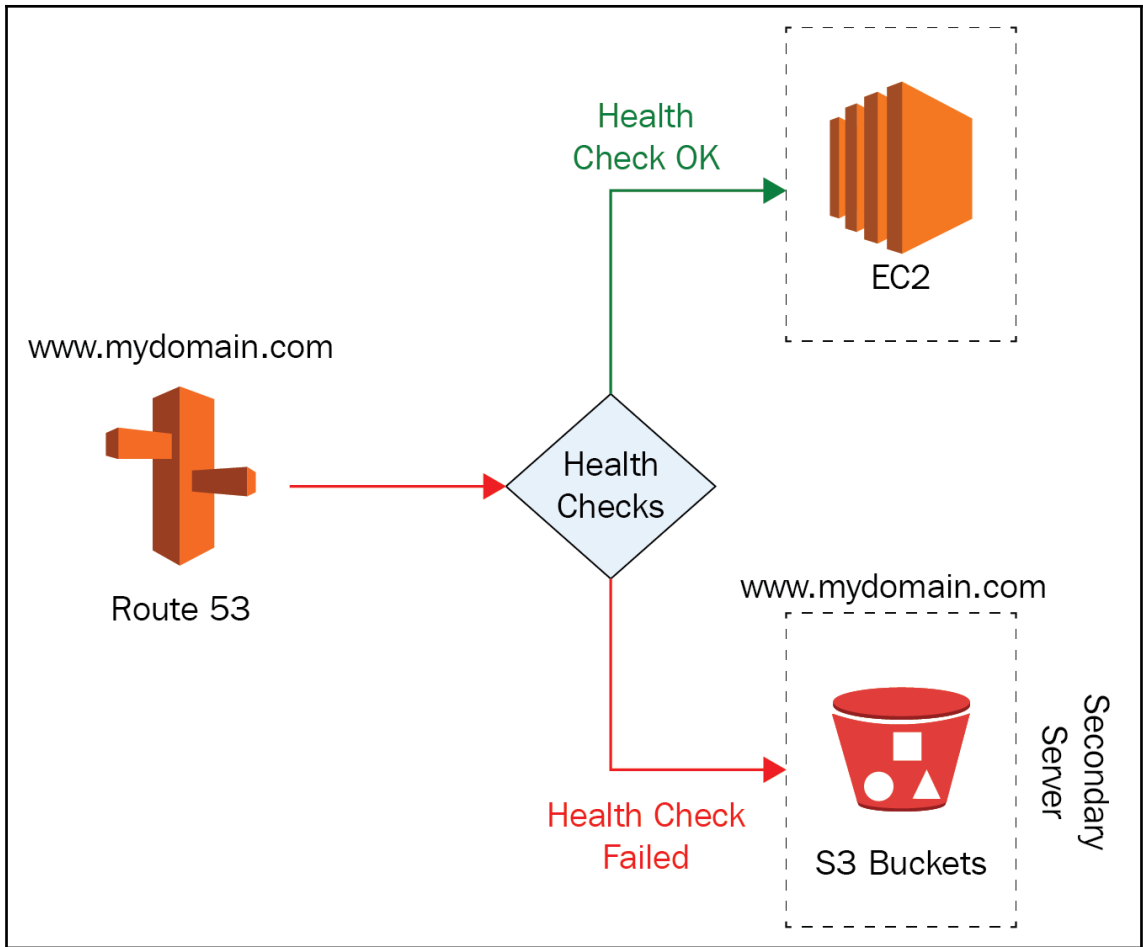 Health
Check OK
EC2
www.mydomain.com
Route 53
Health
Checks
www.mydomain.com
Secondary
Server
Health Check
Failed
S3 Buckets